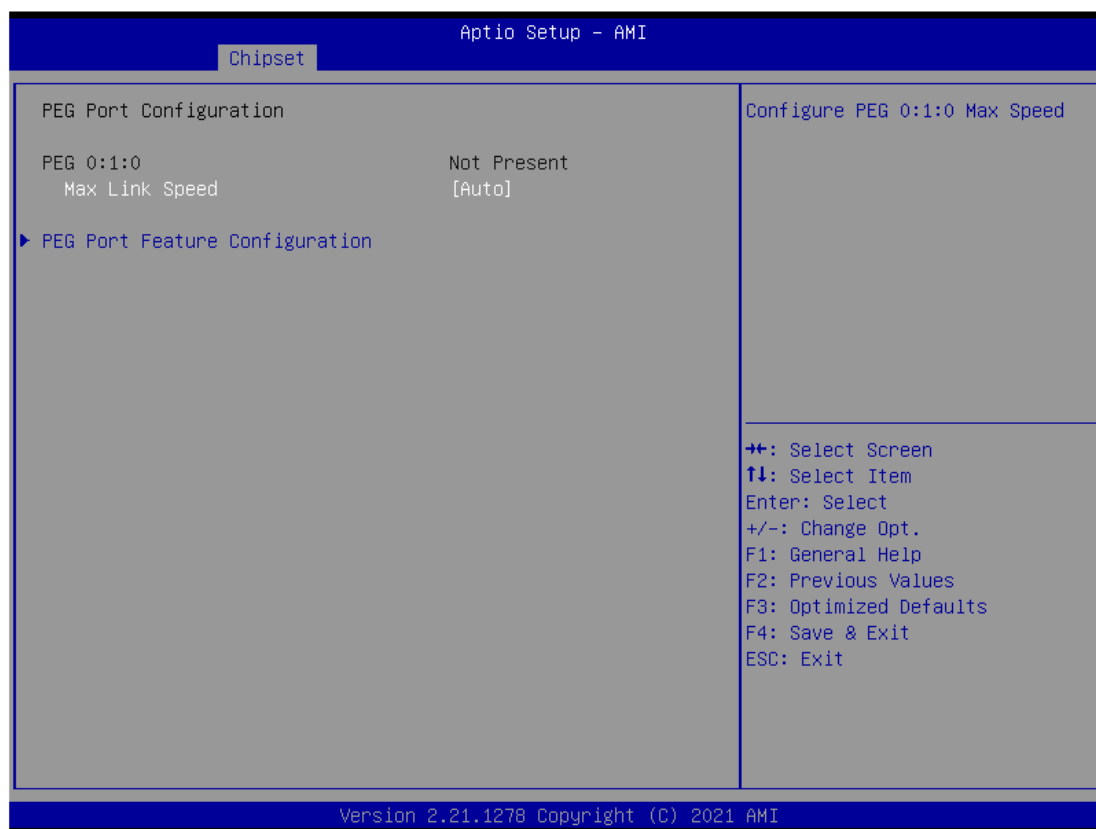 Aptio Setup – AMI
Chipset
PEG Port Configuration
PEG 0:1:0 Not Present
Max Link Speed [Auto]
▶ PEG Port Feature Configuration
Configure PEG 0:1:0 Max Speed
→←: Select Screen
↑↓: Select Item
Enter: Select
+/-: Change Opt.
F1: General Help
F2: Previous Values
F3: Optimized Defaults
F4: Save & Exit
ESC: Exit
Version 2.21.1278 Copyright (C) 2021 AMI